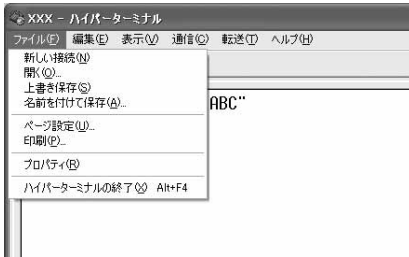 XXX - ハイパーターミナル
ファイル(F) 編集(E) 表示(V) 通信(C) 転送(T) ヘルプ(H)
新しい接続(N)
開く(O)...
上書き保存(S)
名前を付けて保存(A)...
ABC"
ページ設定(U)...
印刷(P)...
プロパティ(R)
ハイパーターミナルの終了(X) Alt+F4